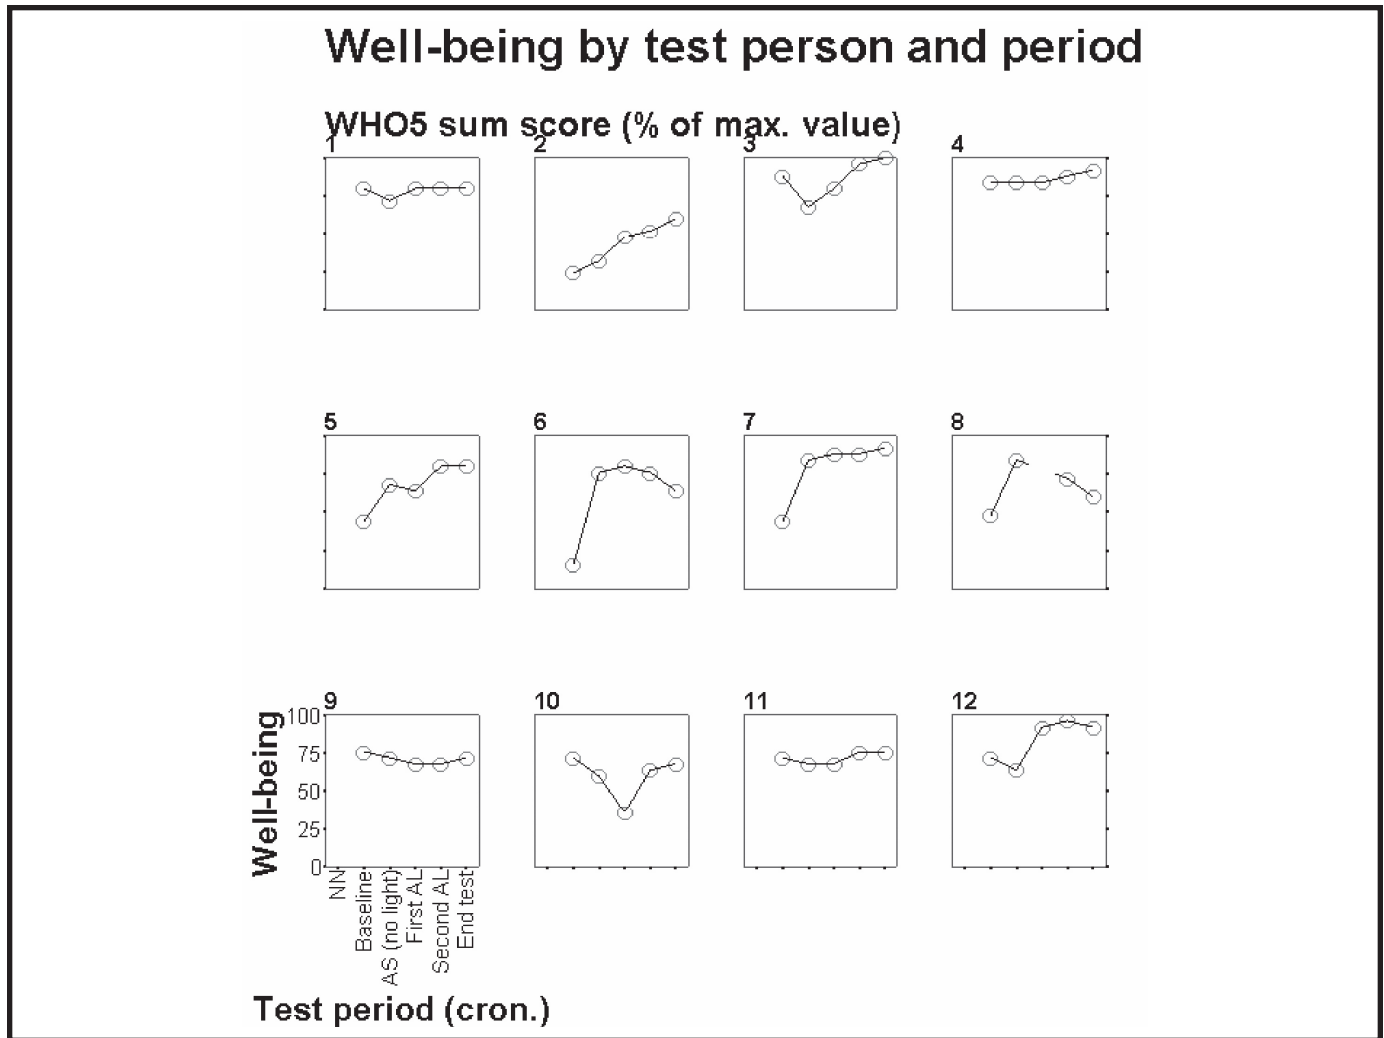 Well-being by test person and period
WHO5 sum score (% of max. value)
1 2 3 4
5 6 7 8
9 10 11 12
Well-being
100
75
50
25
0
NN
Baseline
AS (no light)
First AL
Second AL
End test
Test period (cron.)